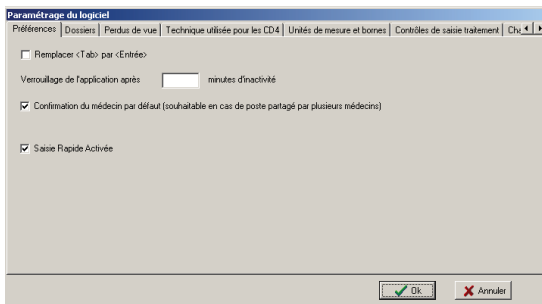 Paramétrage du logiciel
Préférences Dossiers Perdus de vue Technique utilisée pour les CD4 Unités de mesure et bornes Contrôles de saisie traitement
Remplacer <Tab> par <Entrée>
Verrouillage de l'application après minutes d'inactivité
Confirmation du médecin par défaut (souhaitable en cas de poste partagé par plusieurs médecins)
Saisie Rapide Activée
Ok Annuler